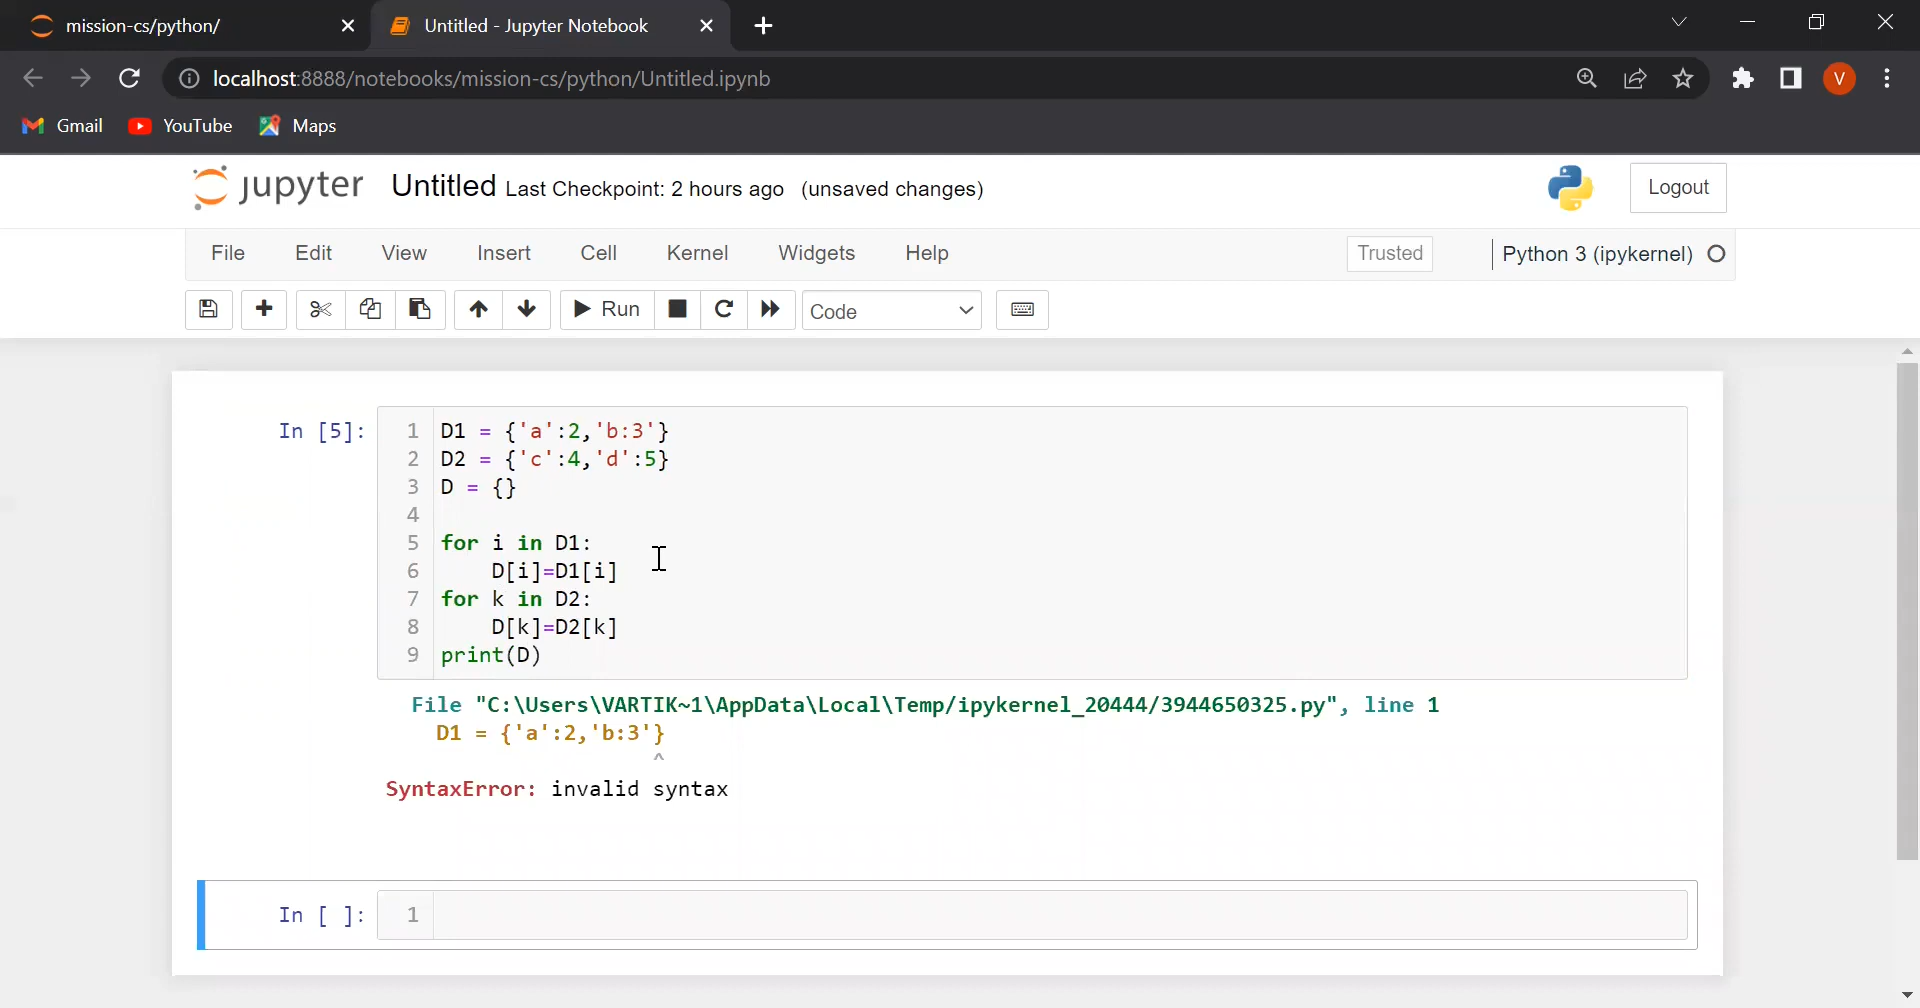 mission-cs/python/
Untitled - Jupyter Notebook
localhost:8888/notebooks/mission-cs/python/Untitled.ipynb
V
Gmail
YouTube
Maps
jupyter
Untitled Last Checkpoint: 2 hours ago (unsaved changes)
Logout
File Edit View Insert Cell Kernel Widgets Help
Trusted
Python 3 (ipykernel)
Run
Code
In [5]:
1 D1 = {'a':2,'b:3'}
2 D2 = {'c':4,'d':5}
3 D = {}
4
5 for i in D1:
6     D[i]=D1[i]
7 for k in D2:
8     D[k]=D2[k]
9 print(D)
File "C:\Users\VARTIK~1\AppData\Local\Temp/ipykernel_20444/3944650325.py", line 1
D1 = {'a':2,'b:3'}
^
SyntaxError: invalid syntax
In [ ]: 1